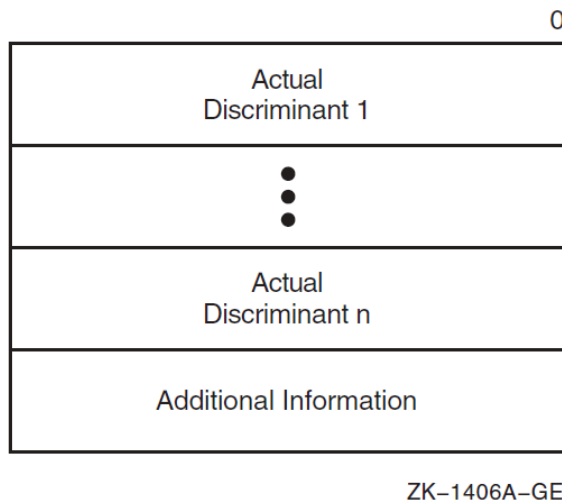 0
Actual
Discriminant 1
Actual
Discriminant n
Additional Information
ZK–1406A–GE